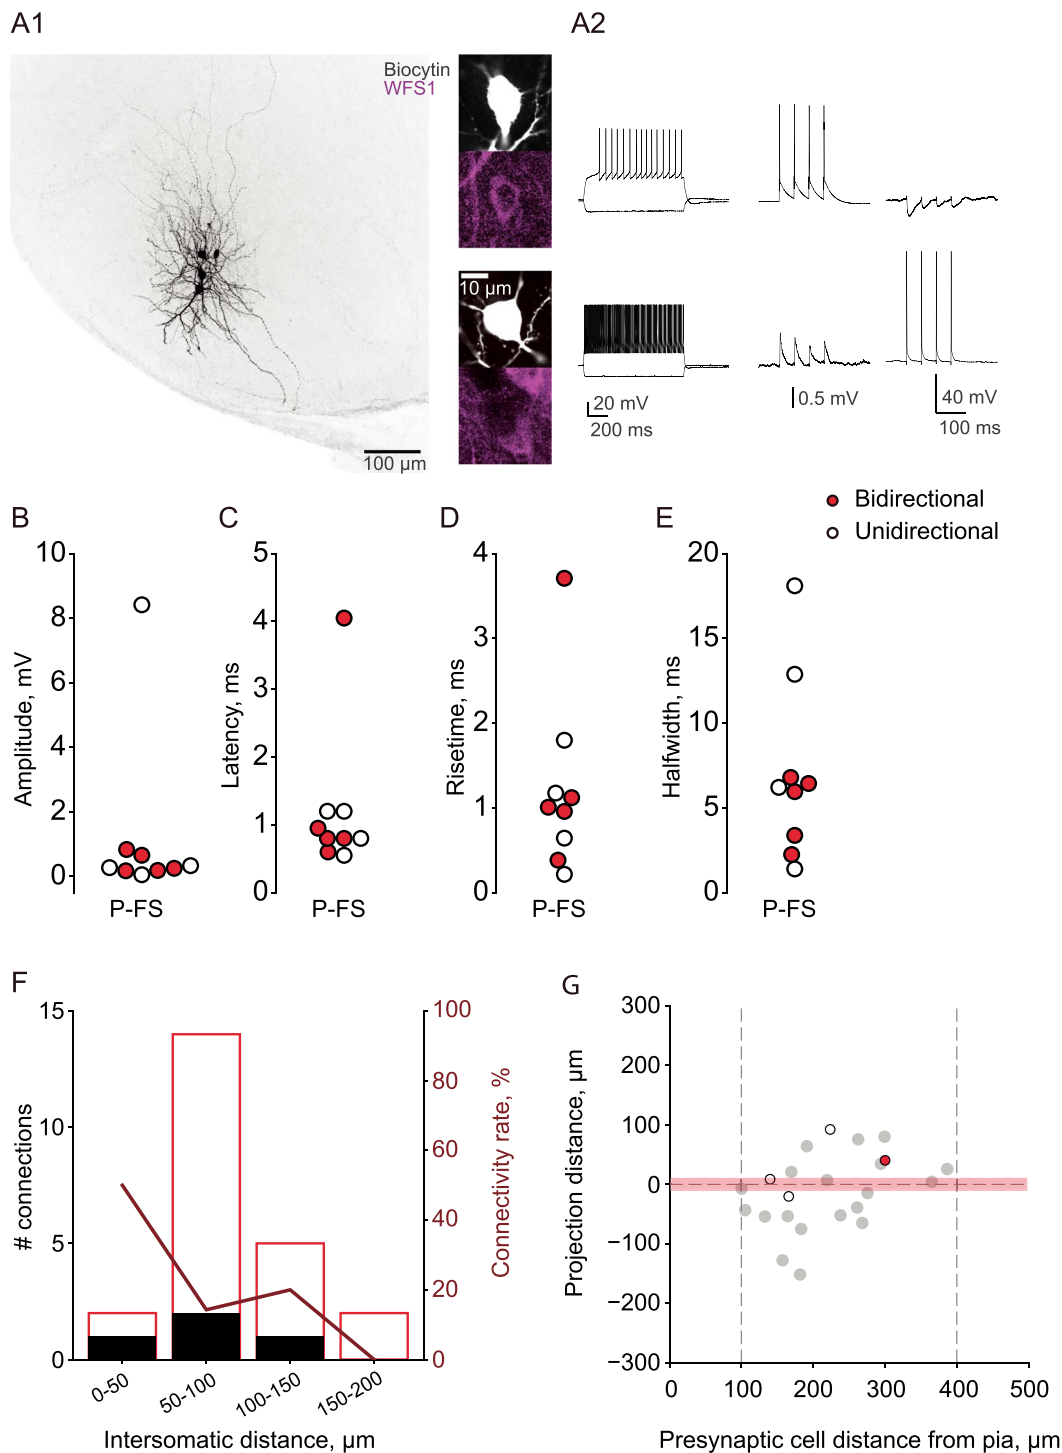 A1
A2
Biocytin
WFS1
10 µm
100 µm
20 mV
200 ms
0.5 mV
40 mV
100 ms
Bidirectional
Unidirectional
B
10
8
6
4
2
0
Amplitude, mV
P-FS
C
5
4
3
2
1
0
Latency, ms
P-FS
D
4
3
2
1
0
Risetime, ms
P-FS
E
20
15
10
5
0
Halfwidth, ms
P-FS
F
15
10
5
0
# connections
100
80
60
40
20
0
Connectivity rate, %
0-50
50-100
100-150
150-200
Intersomatic distance, µm
G
300
200
100
0
−100
−200
−300
Projection distance, µm
0
100
200
300
400
500
Presynaptic cell distance from pia, µm